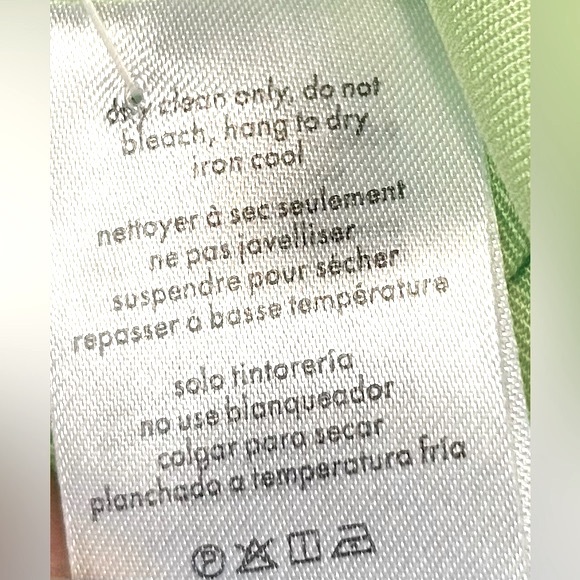 dry clean only, do not
bleach, hang to dry
iron cool
nettoyer à sec seulement
ne pas javelliser
suspendre pour sécher
repasser à basse température
solo tintorería
no use blanqueador
colgar para secar
planchado a temperatura fría
P